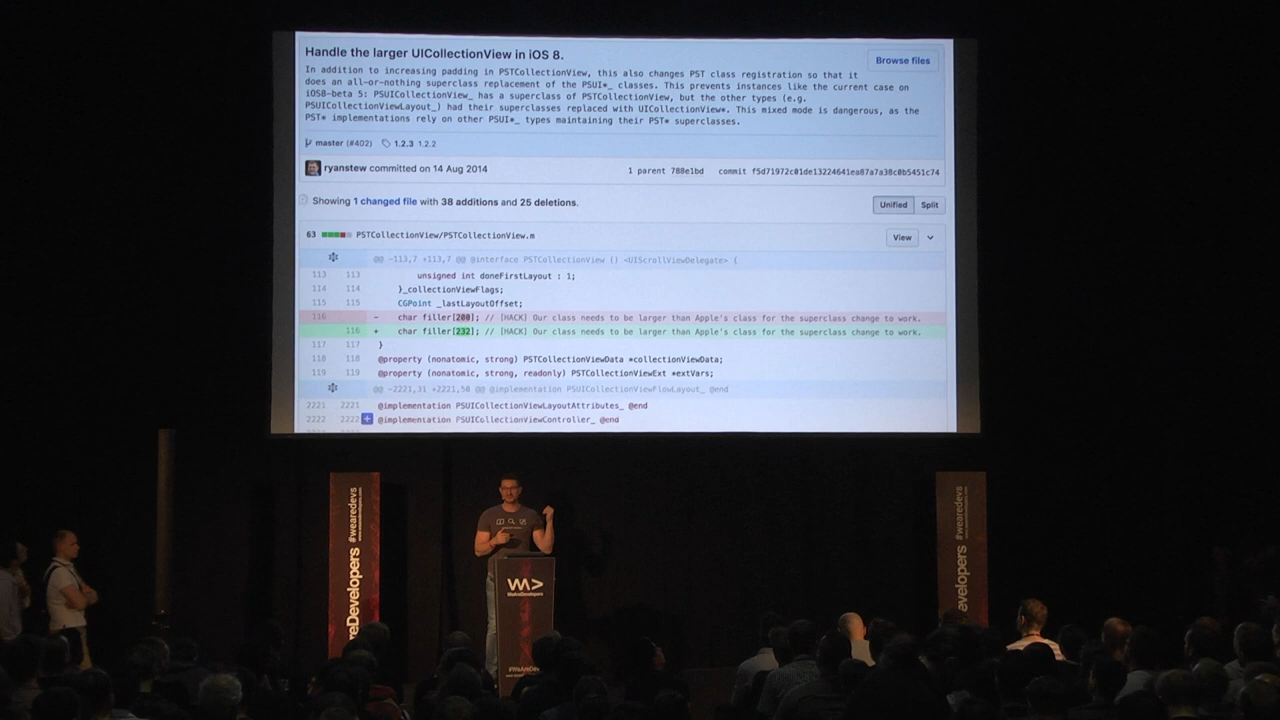 Handle the larger UICollectionView in iOS 8.
Browse files
In addition to increasing padding in PSTCollectionView, this also changes PST class registration so that it
does an all-or-nothing superclass replacement of the PSUI*_ classes. This prevents instances like the current case on
iOS8-beta 5: PSUICollectionView_ has a superclass of PSTCollectionView, but the other types (e.g.
PSUICollectionViewLayout_) had their superclasses replaced with UICollectionView*. This mixed mode is dangerous, as the
PST* implementations rely on other PSUI*_ types maintaining their PST* superclasses.
master (#402) 1.2.3 1.2.2
ryanstew committed on 14 Aug 2014
1 parent 788e1bd commit f5d71972c01de13224641ea87a7a38c0b5451c74
Showing 1 changed file with 38 additions and 25 deletions.
Unified Split
63 PSTCollectionView/PSTCollectionView.m
View
@@ -113,7 +113,7 @@ @interface PSTCollectionView () <UIScrollViewDelegate> {
113 113 unsigned int doneFirstLayout : 1;
114 114 }_collectionViewFlags;
115 115 CGPoint _lastLayoutOffset;
116 - char filler[200]; // [HACK] Our class needs to be larger than Apple's class for the superclass change to work.
116 + char filler[232]; // [HACK] Our class needs to be larger than Apple's class for the superclass change to work.
117 117 }
118 118 @property (nonatomic, strong) PSTCollectionViewData *collectionViewData;
119 119 @property (nonatomic, strong, readonly) PSTCollectionViewExt *extVars;
@@ -2221,31 +2221,50 @@ @implementation PSUICollectionViewFlowLayout_ @end
2221 2221 @implementation PSUICollectionViewLayoutAttributes_ @end
2222 2222 + @implementation PSUICollectionViewController_ @end
reDevelopers #wearedevs
www.wearedevelopers.com
WeAreDevelopers
#WeAreDev
evelopers #wearedevs